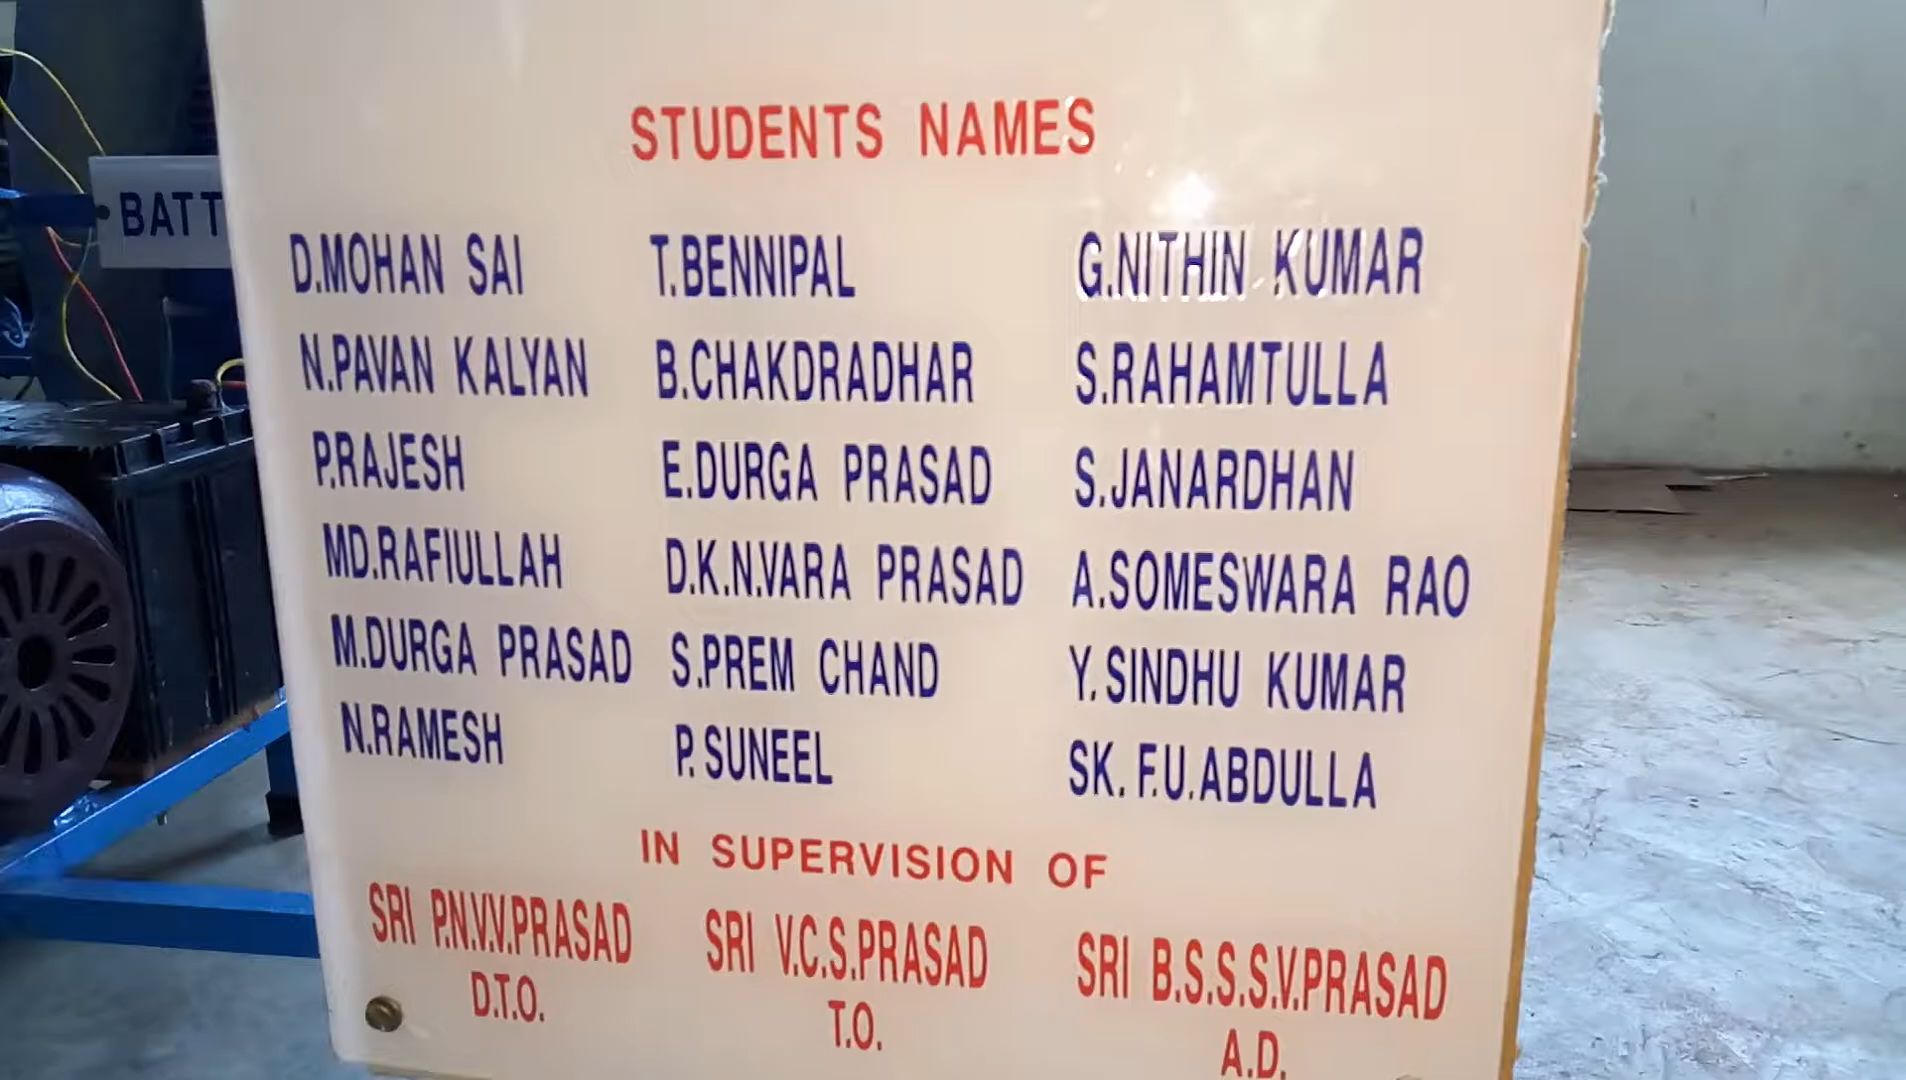 STUDENTS NAMES
BATT
D.MOHAN SAI T.BENNIPAL G.NITHIN KUMAR
N.PAVAN KALYAN B.CHAKDRADHAR S.RAHAMTULLA
P.RAJESH E.DURGA PRASAD S.JANARDHAN
MD.RAFIULLAH D.K.N.VARA PRASAD A.SOMESWARA RAO
M.DURGA PRASAD S.PREM CHAND Y.SINDHU KUMAR
N.RAMESH P.SUNEEL SK.F.U.ABDULLA
IN SUPERVISION OF
SRI P.N.V.V.PRASAD SRI V.C.S.PRASAD SRI B.S.S.S.V.PRASAD
D.T.O. T.O. A.D.